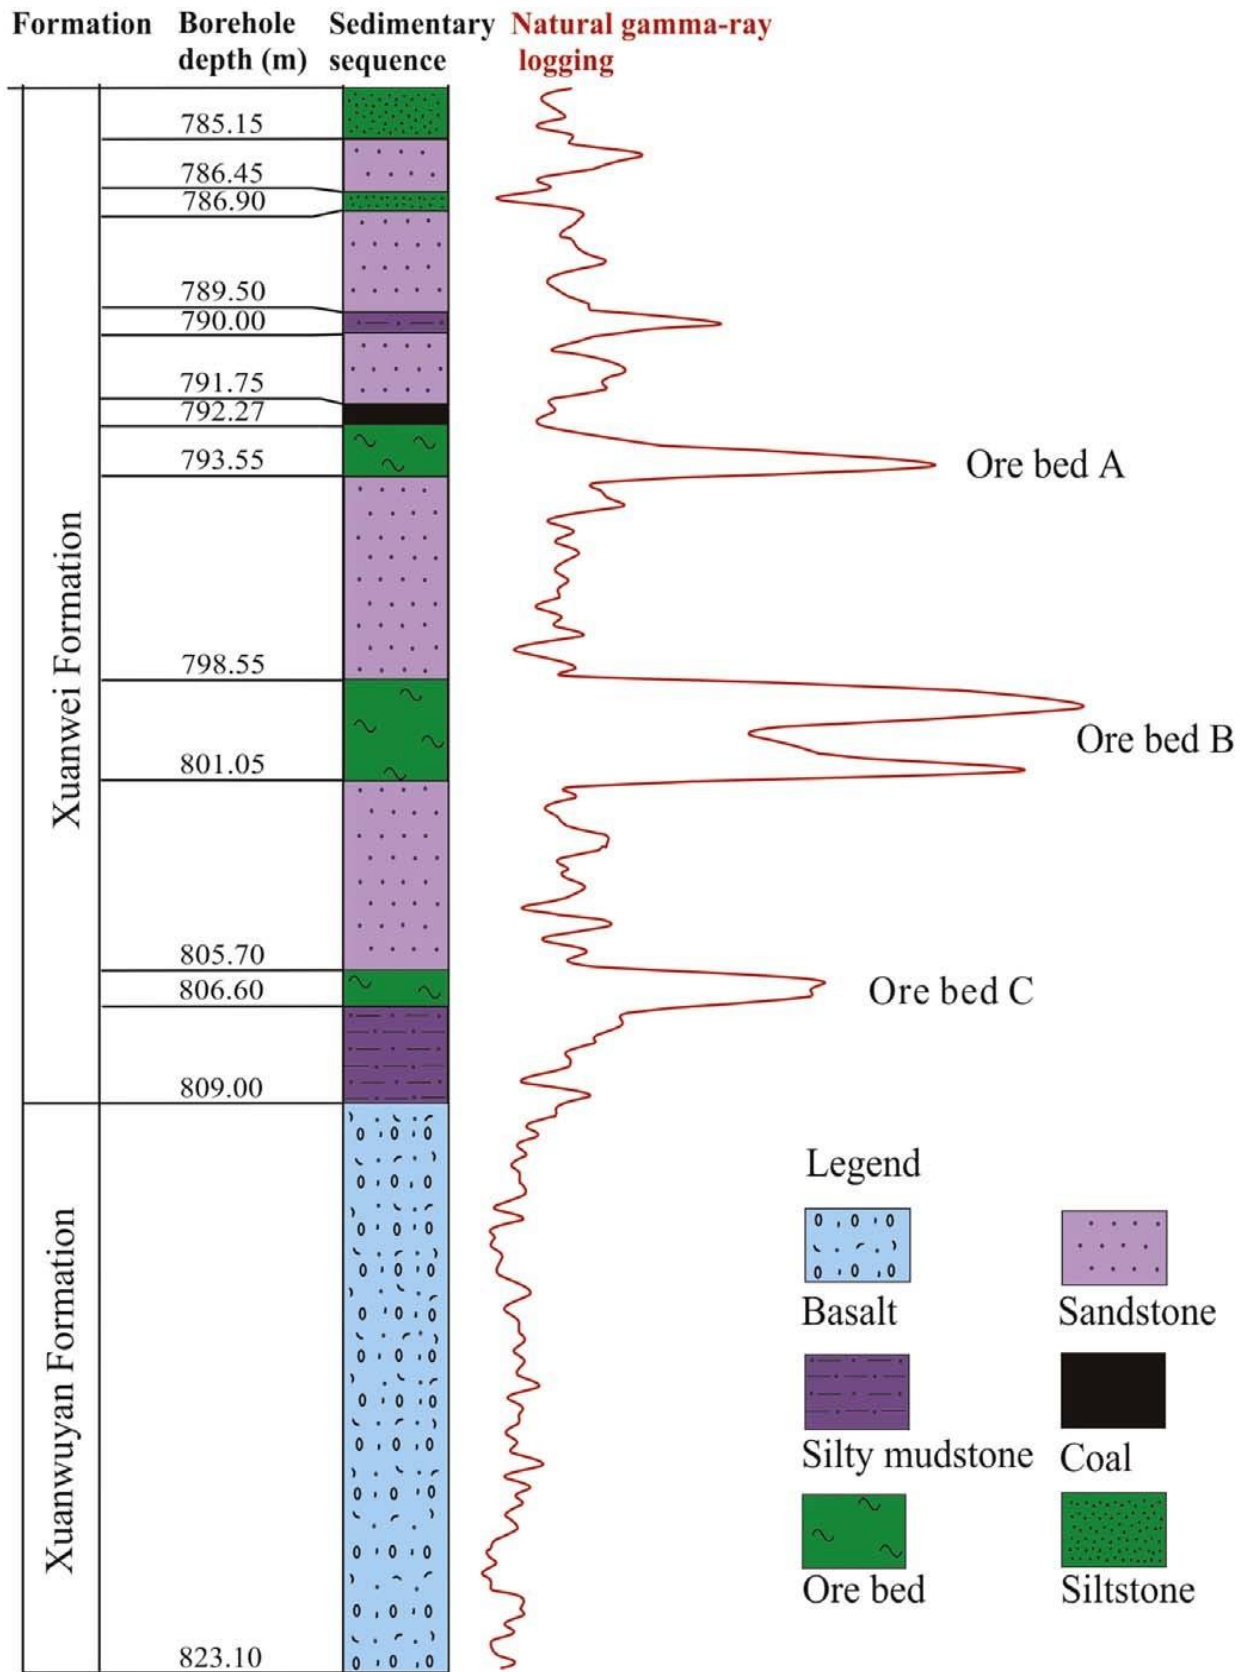 Formation
Borehole
depth (m)
Sedimentary
sequence
Natural gamma-ray
logging
785.15
786.45
786.90
789.50
790.00
791.75
792.27
793.55
798.55
801.05
805.70
806.60
809.00
823.10
Xuanwei Formation
Xuanwuyan Formation
Ore bed A
Ore bed B
Ore bed C
Legend
Basalt
Sandstone
Silty mudstone
Coal
Ore bed
Siltstone